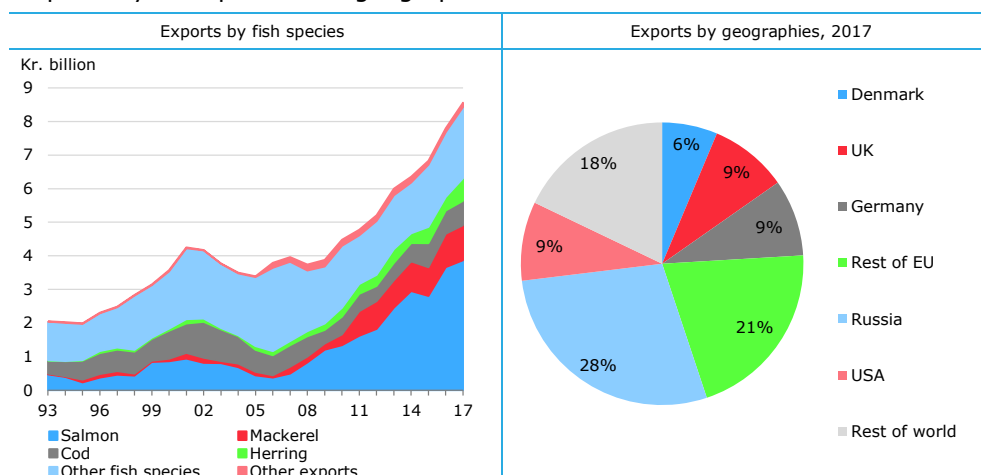 Exports by fish species
Exports by geographies, 2017
Kr. billion
9
8
7
6
5
4
3
2
1
0
93 96 99 02 05 08 11 14 17
Salmon Mackerel
Cod Herring
Other fish species Other exports
6%
9%
9%
21%
28%
9%
18%
Denmark
UK
Germany
Rest of EU
Russia
USA
Rest of world